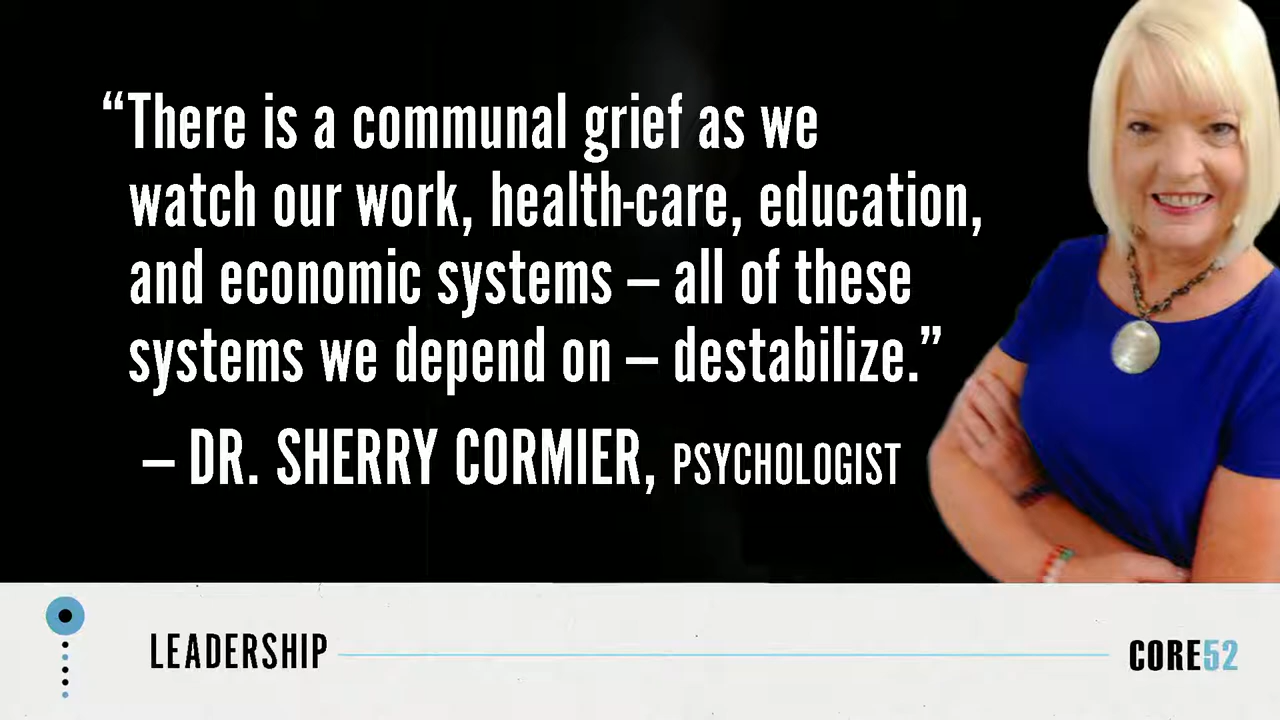 “There is a communal grief as we
watch our work, health-care, education,
and economic systems – all of these
systems we depend on – destabilize.”
– DR. SHERRY CORMIER, PSYCHOLOGIST
LEADERSHIP
CORE52